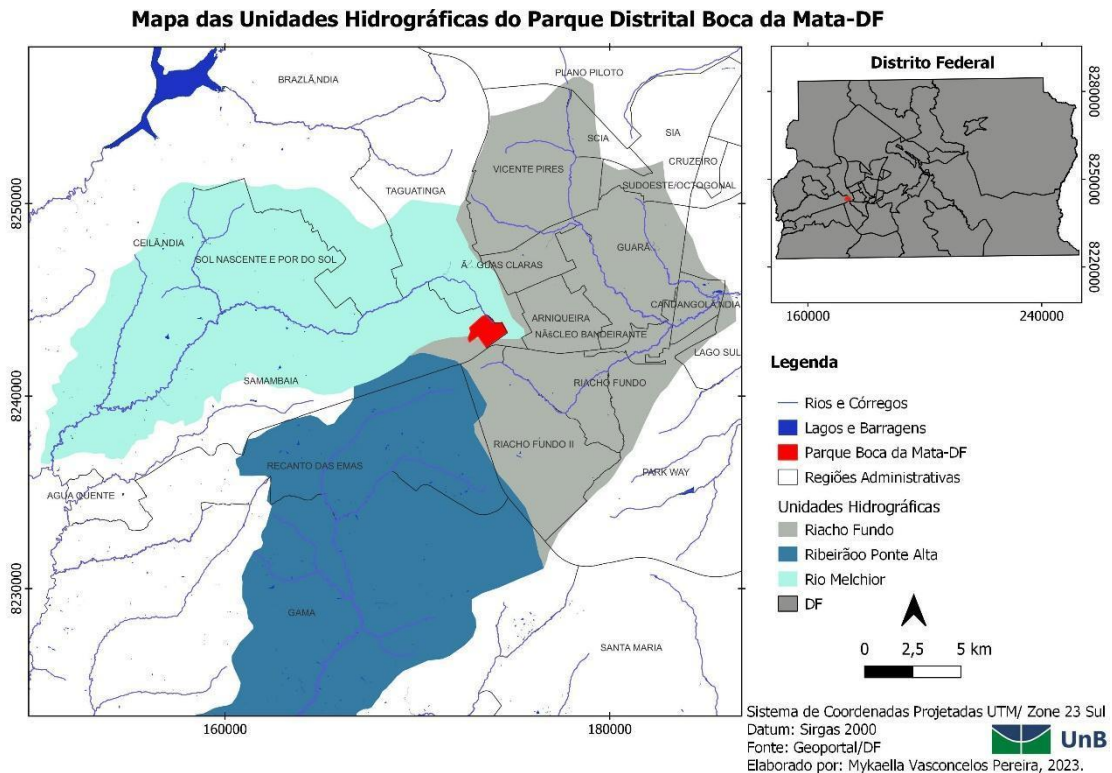 Mapa das Unidades Hidrográficas do Parque Distrital Boca da Mata-DF
BRAZLÂNDIA
PLANO PILOTO
SCIA
SIA
VICENTE PIRES
CRUZEIRO
TAGUATINGA
SUDOESTE/OCTOGONAL
CEILÂNDIA
GUARÁ
SOL NASCENTE E POR DO SOL
Ã GUAS CLARAS
CANDANGOLÂNDIA
ARNIQUEIRA
NÃšCLEO BANDEIRANTE
LAGO SUL
SAMAMBAIA
RIACHO FUNDO
RIACHO FUNDO II
RECANTO DAS EMAS
PARK WAY
AGUA QUENTE
GAMA
SANTA MARIA
8250000
8240000
8230000
160000
180000
Distrito Federal
8280000
8250000
8220000
160000
240000
Legenda
Rios e Córregos
Lagos e Barragens
Parque Boca da Mata-DF
Regiões Administrativas
Unidades Hidrográficas
Riacho Fundo
Ribeirãoo Ponte Alta
Rio Melchior
DF
0 2,5 5 km
Sistema de Coordenadas Projetadas UTM/ Zone 23 Sul
Datum: Sirgas 2000
Fonte: Geoportal/DF
Elaborado por: Mykaella Vasconcelos Pereira, 2023.
UnB